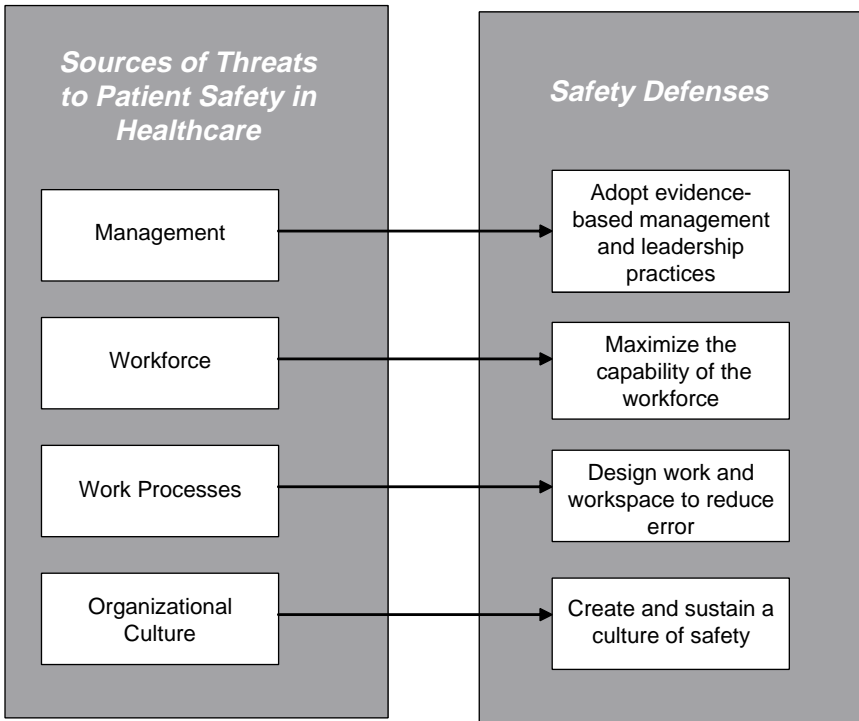 Sources of Threats
to Patient Safety in
Healthcare
Management
Workforce
Work Processes
Organizational
Culture
Safety Defenses
Adopt evidence-
based management
and leadership
practices
Maximize the
capability of the
workforce
Design work and
workspace to reduce
error
Create and sustain a
culture of safety